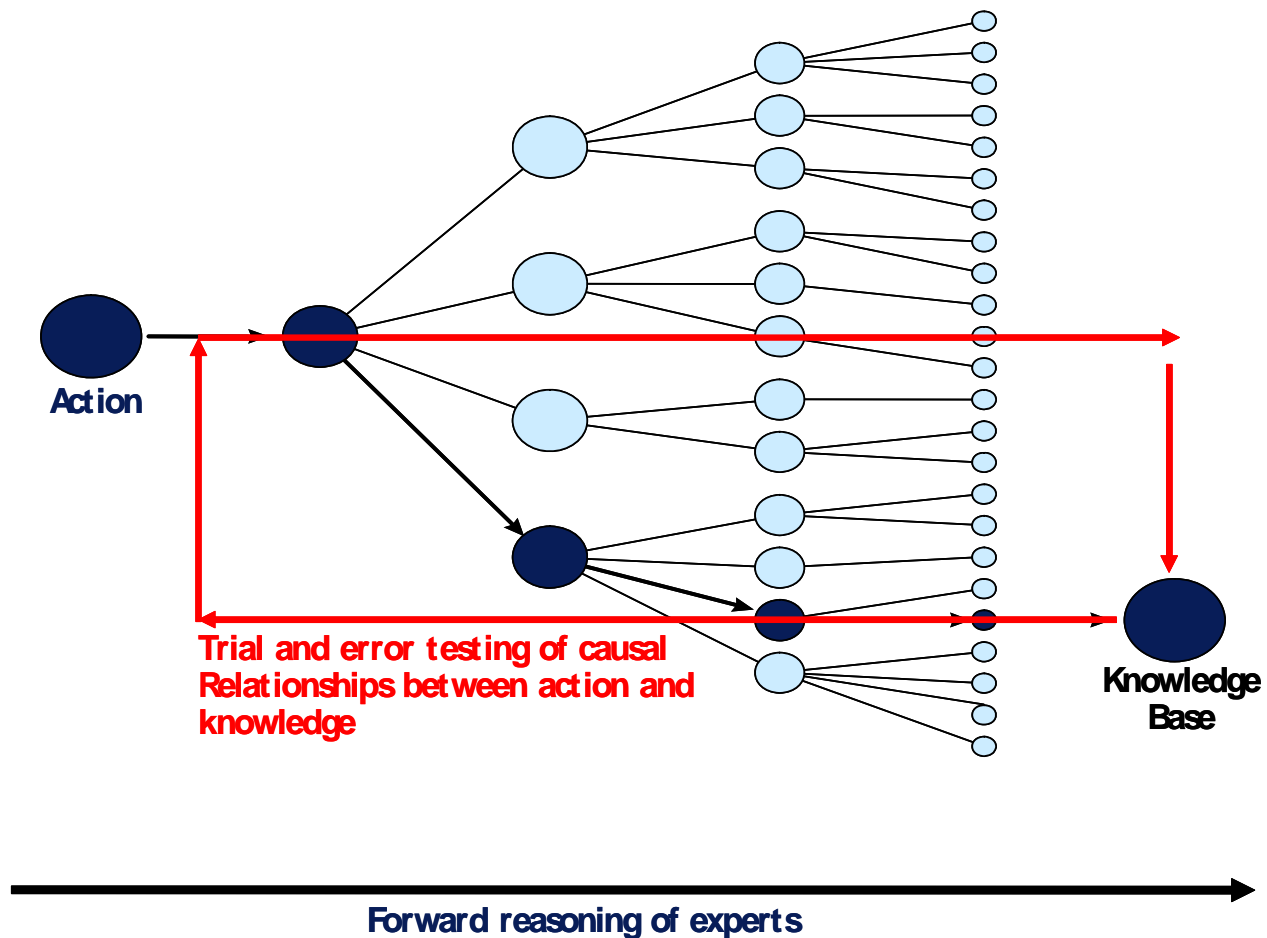 Action
Trial and error testing of causal
Relationships between action and
knowledge
Knowledge
Base
Forward reasoning of experts